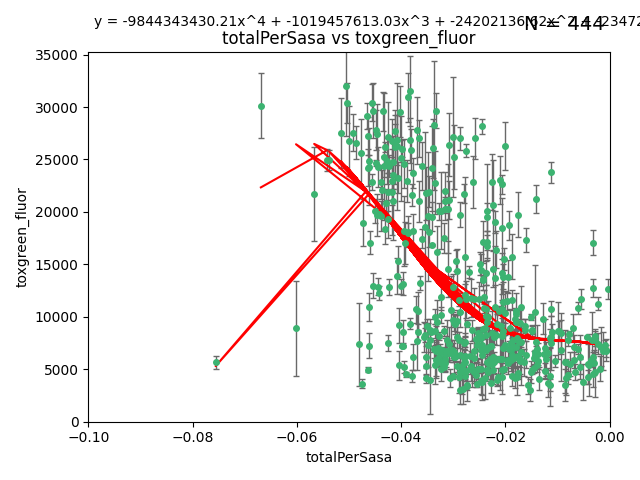 y = -9844343430.21x^4 + -1019457613.03x^3 +
N = 444
totalPerSasa vs toxgreen_fluor
35000
30000
25000
20000
15000
10000
5000
0
toxgreen_fluor
−0.10 −0.08 −0.06 −0.04 −0.02 0.00
totalPerSasa